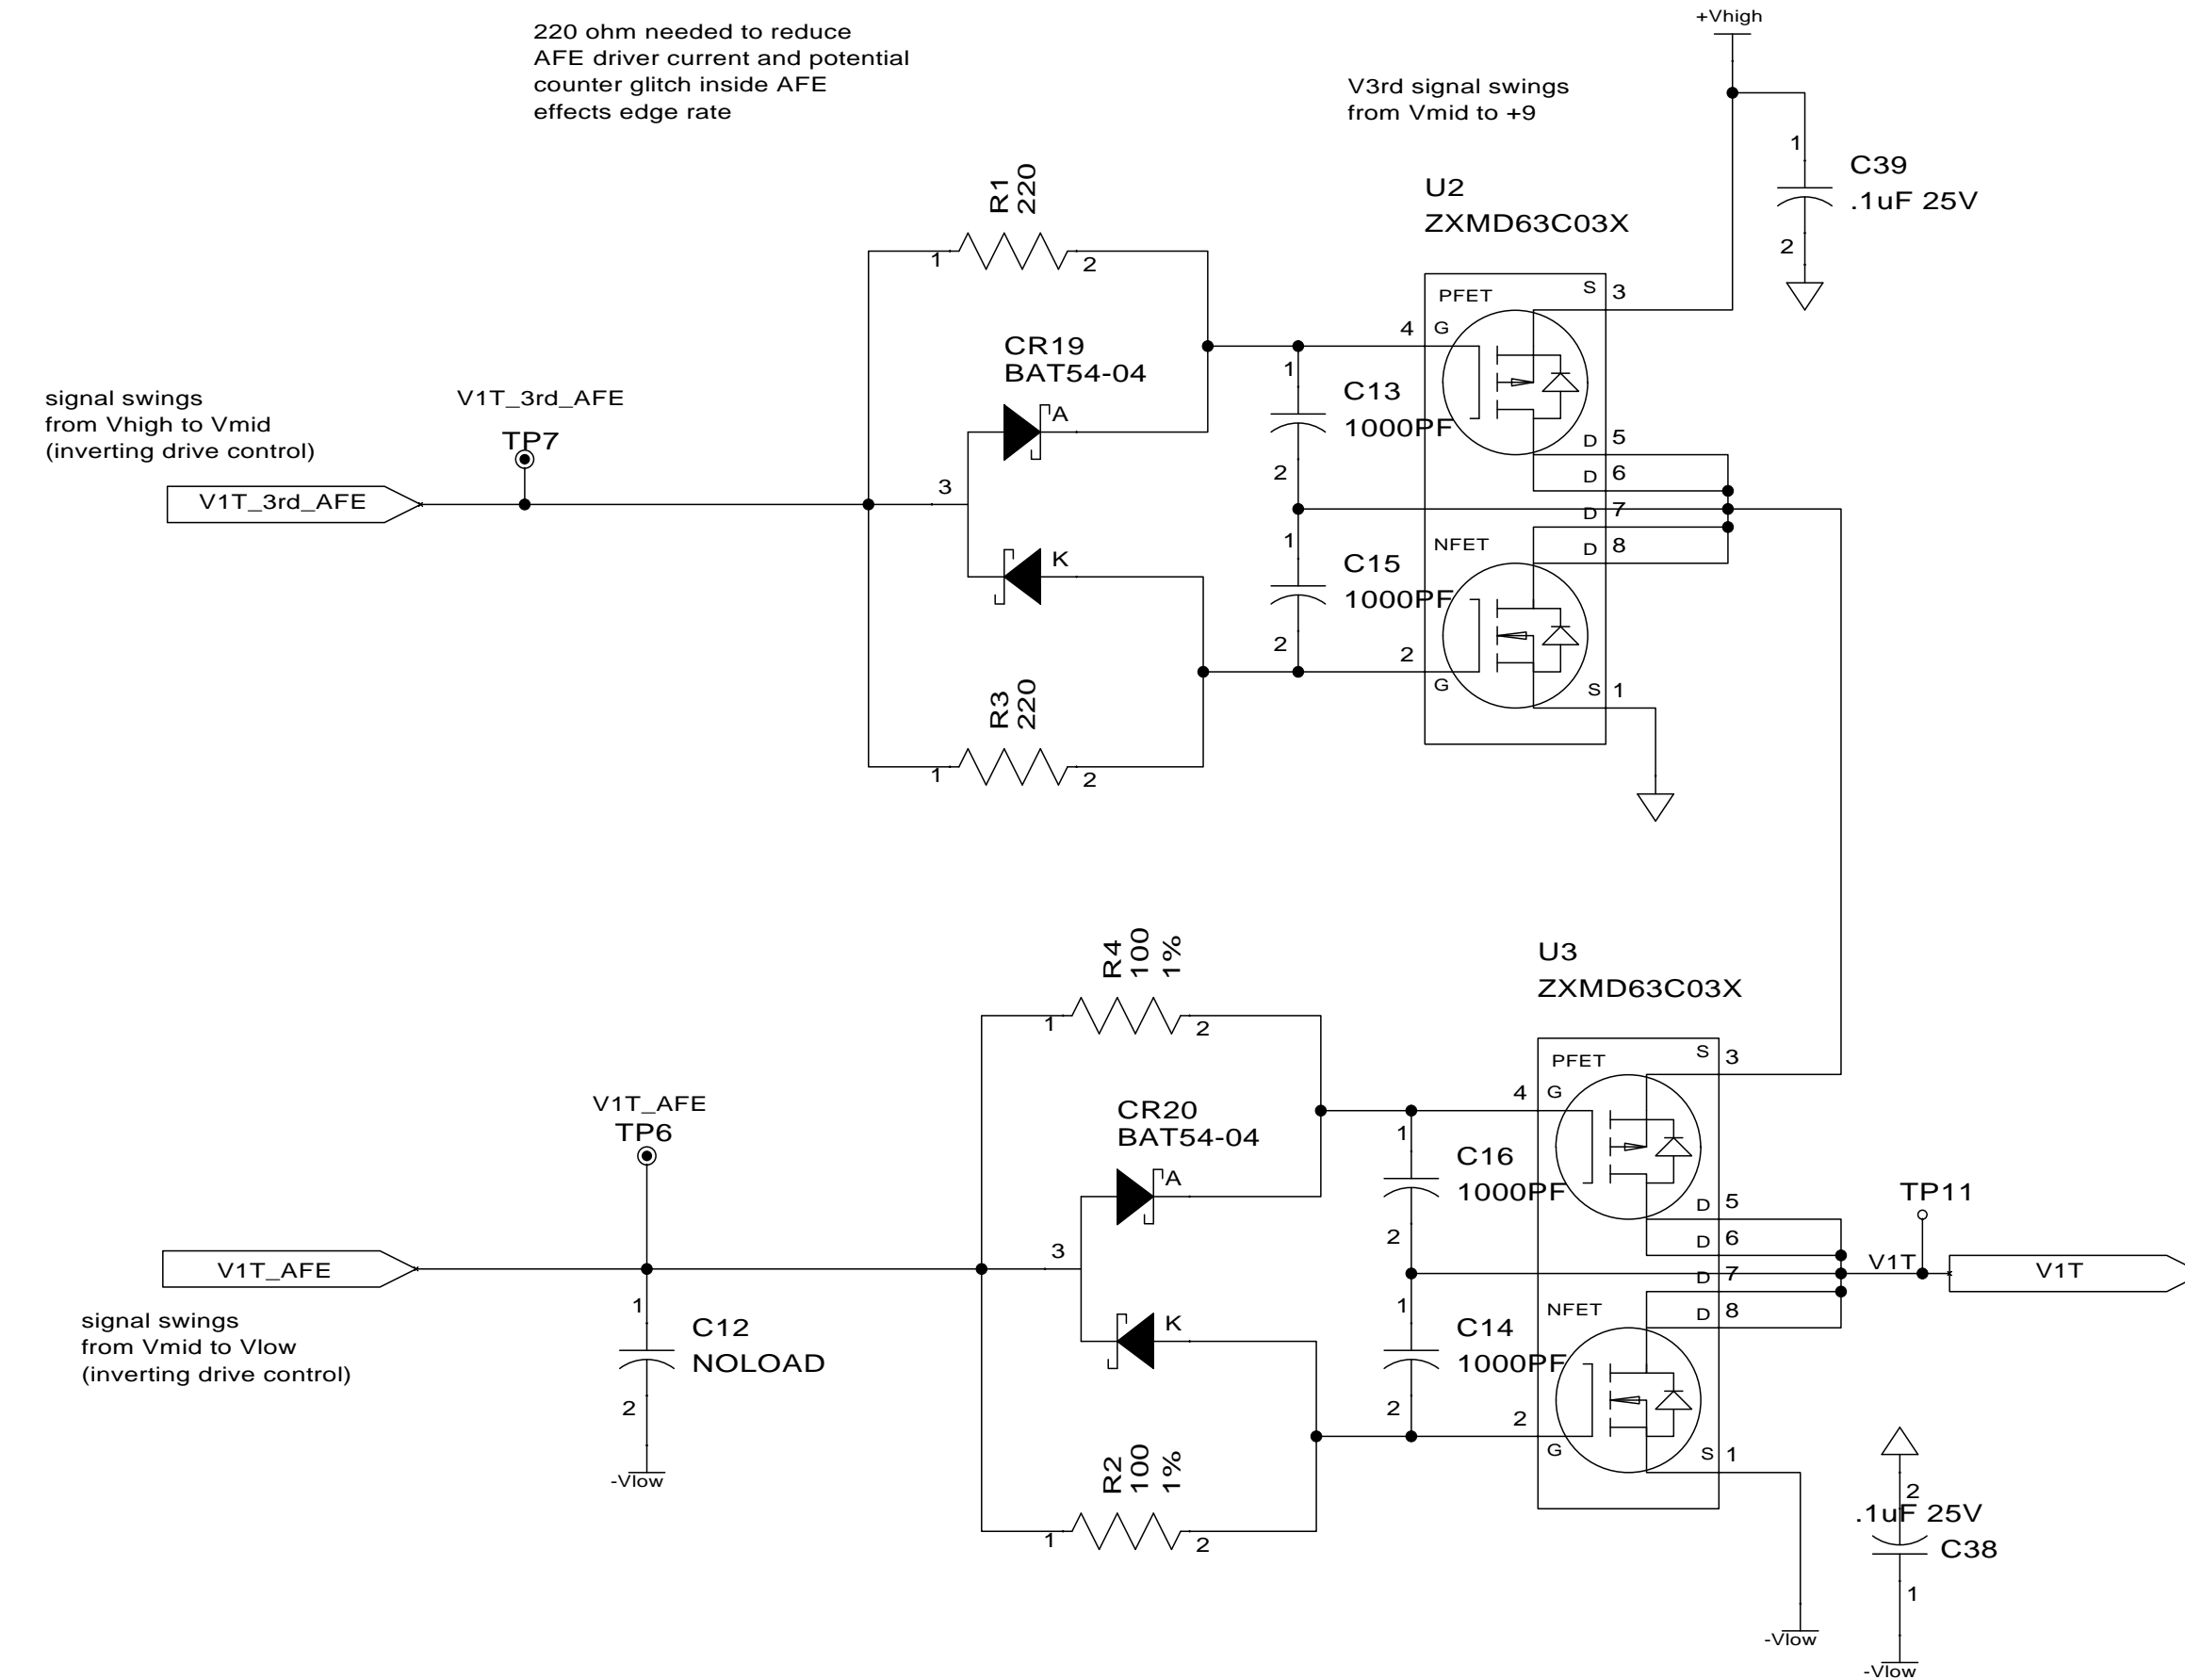 220 ohm needed to reduce
AFE driver current and potential
counter glitch inside AFE
effects edge rate
+Vhigh
V3rd signal swings
from Vmid to +9
1
C39
.1uF 25V
2
R1
220
1
2
U2
ZXMD63C03X
PFET
S
3
4
G
CR19
BAT54-04
A
1
C13
1000PF
2
D
5
D
6
D
7
D
8
signal swings
from Vhigh to Vmid
(inverting drive control)
V1T_3rd_AFE
TP7
V1T_3rd_AFE
3
K
1
C15
1000PF
2
NFET
2
G
S
1
R3
220
1
2
R4
100
1%
1
2
U3
ZXMD63C03X
PFET
S
3
4
G
V1T_AFE
TP6
CR20
BAT54-04
A
1
C16
1000PF
2
D
5
D
6
D
7
D
8
TP11
V1T
V1T
V1T_AFE
3
signal swings
from Vmid to Vlow
(inverting drive control)
1
C12
NOLOAD
2
-Vlow
K
1
C14
1000PF
2
NFET
2
G
S
1
R2
100
1%
1
2
2
.1uF 25V
C38
1
-Vlow
-Vlow